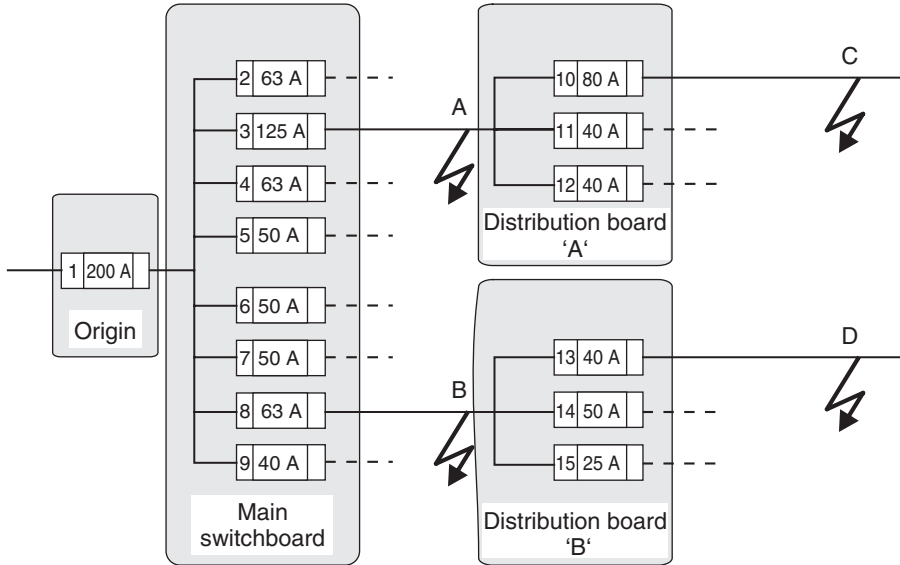 1 200 A
Origin
2 63 A
3 125 A
4 63 A
5 50 A
6 50 A
7 50 A
8 63 A
9 40 A
Main
switchboard
A
B
10 80 A
11 40 A
12 40 A
Distribution board
‘A‘
13 40 A
14 50 A
15 25 A
Distribution board
‘B‘
C
D